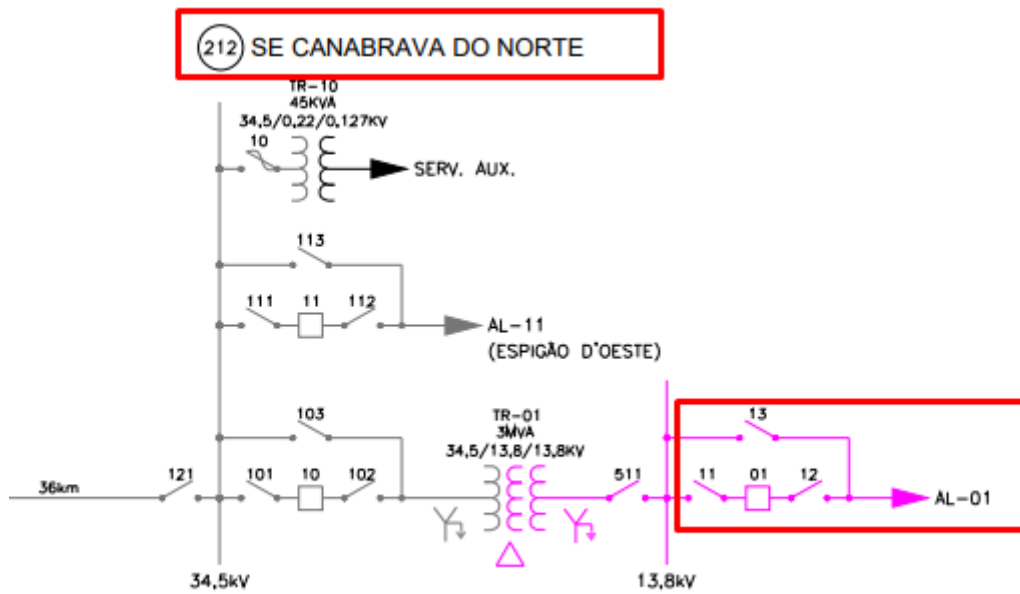 212 SE CANABRAVA DO NORTE
TR-10
45KVA
34,5/0,22/0,127KV
10
SERV. AUX.
113
111 11 112
AL-11
(ESPIGÃO D'OESTE)
103
TR-01
3MVA
34,5/13,8/13,8KV
13
36km 121 101 10 102 511 11 01 12
AL-01
34,5kV 13,8kV